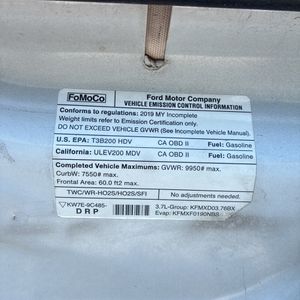 FoMoCo
Ford Motor Company
VEHICLE EMISSION CONTROL INFORMATION
Conforms to regulations: 2019 MY Incomplete
Weight limits refer to Emission Certification only.
DO NOT EXCEED VEHICLE GVWR (See Incomplete Vehicle Manual).
U.S. EPA: T3B200 HDV CA OBD II Fuel: Gasoline
California: ULEV200 MDV CA OBD II Fuel: Gasoline
Completed Vehicle Maximums: GVWR: 9950# max.
CurbW: 7550# max.
Frontal Area: 60.0 ft2 max.
TWC/WR-HO2S/HO2S/SFI No adjustments needed.
KW7E-9C485- 3.7L-Group: KFMXD03.76BX
DRP Evap: KFMXF0190NBS